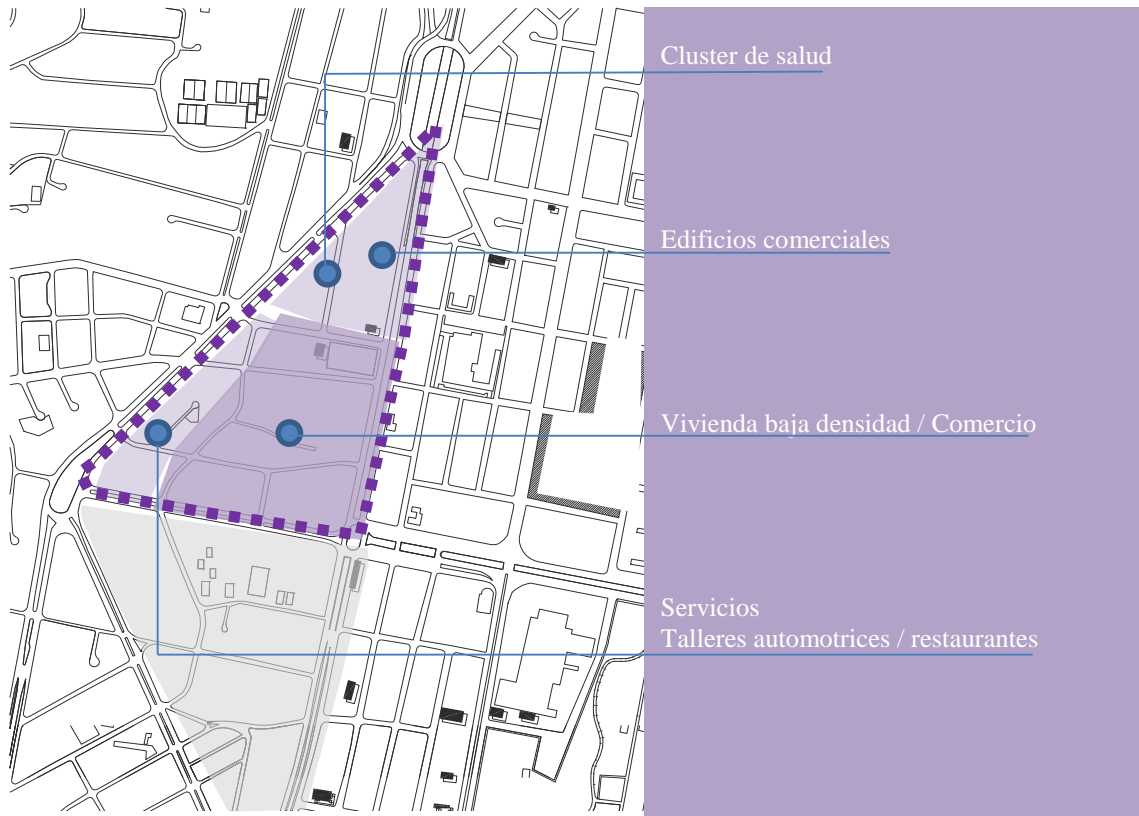 Cluster de salud
Edificios comerciales
Vivienda baja densidad / Comercio
Servicios
Talleres automotrices / restaurantes